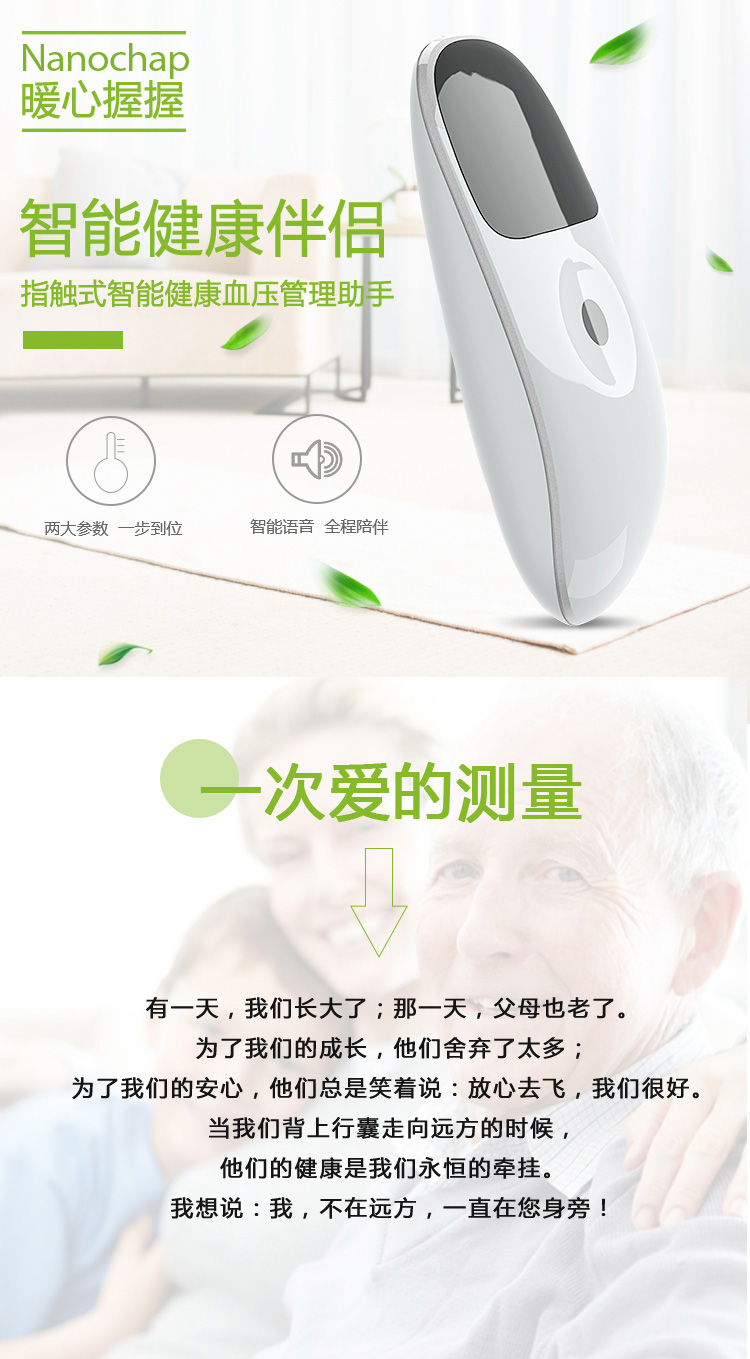 Nanochap
暖心握握
智能健康伴侣
指触式智能健康血压管理助手
两大参数 一步到位
智能语音 全程陪伴
一次爱的测量
有一天，我们长大了；那一天，父母也老了。
为了我们的成长，他们舍弃了太多；
为了我们的安心，他们总是笑着说：放心去飞，我们很好。
当我们背上行囊走向远方的时候，
他们的健康是我们永恒的牵挂。
我想说：我，不在远方，一直在您身旁！